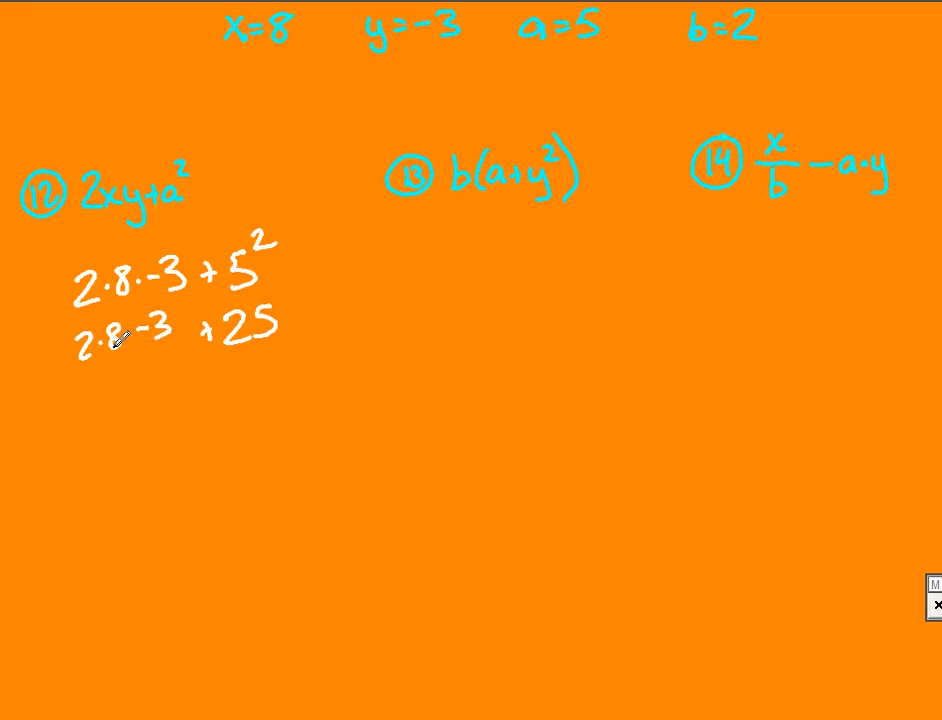 x=8 y=-3 a=5 b=2
⑫ 2xy+a² ⑬ b(a+y²) ⑭ x/b - a·y
2·8·-3 + 5²
2·8 -3 +25
M
x